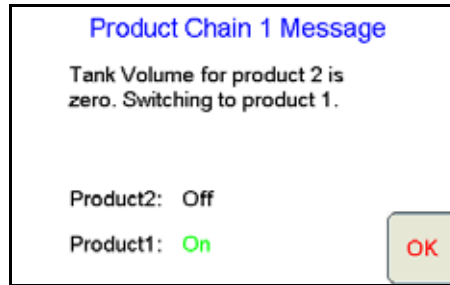 Product Chain 1 Message
Tank Volume for product 2 is
zero. Switching to product 1.
Product2: Off
Product1: On
OK